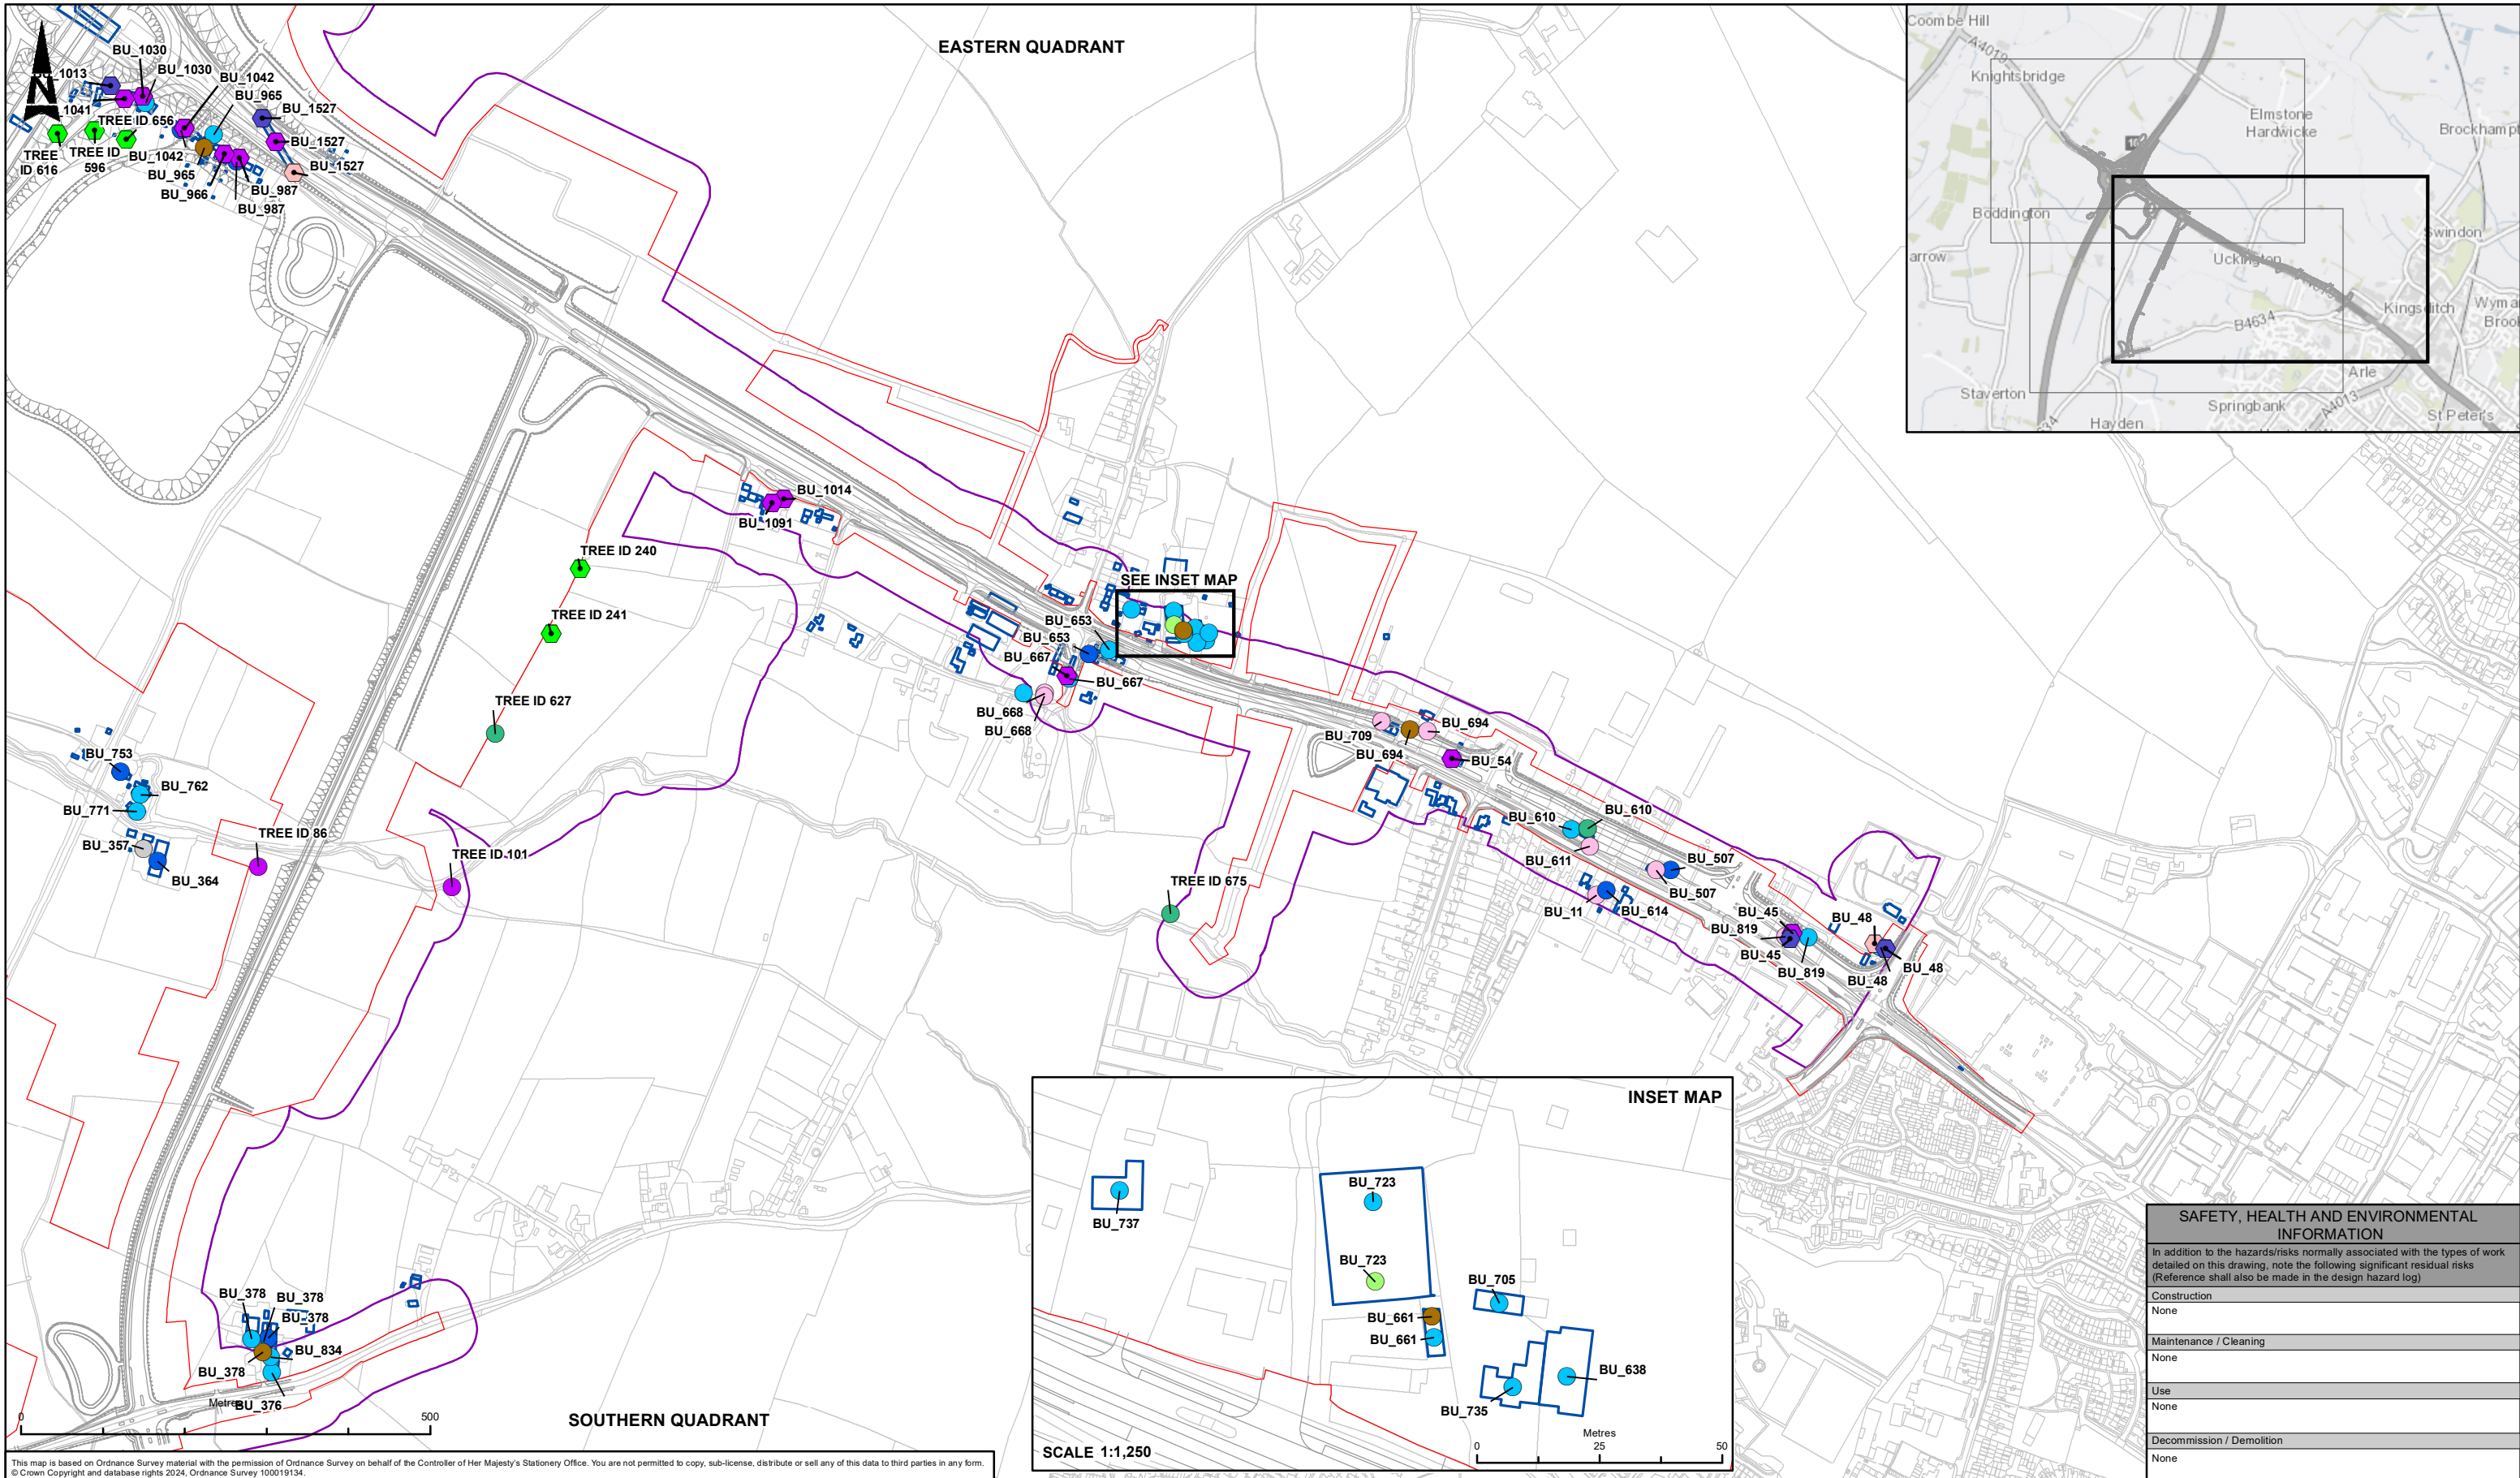 EASTERN QUADRANT
N
BU_1030
BU_1030
1013
BU_1042
BU_965
1041
BU_1527
TREE ID 656
BU_1527
TREE
ID 616
TREE ID
596
BU_1042
BU_965
BU_1527
BU_966
BU_987
BU_987
Coombe Hill
A4019
Knightsbridge
Elmstone
Hardwicke
Brockhampt
Boddington
Swindon
arrow
Uckington
A4019
Kingsditch
Wyma
Broo
B4634
Arle
Staverton
Springbank
A4013
St Peter's
Hayden
BU_1014
BU_1091
TREE ID 240
SEE INSET MAP
TREE ID 241
BU_653
BU_653
BU_667
BU_667
TREE ID 627
BU_668
BU_668
BU_694
BU_709
BU_694
BU_54
BU_753
BU_762
BU_771
BU_610
BU_610
TREE ID 86
BU_357
TREE ID 101
BU_611
BU_507
BU_507
BU_364
TREE ID 675
BU_11
BU_614
BU_45
BU_48
BU_819
BU_45
BU_819
BU_48
BU_48
INSET MAP
BU_723
BU_737
BU_723
BU_705
BU_661
BU_661
BU_638
BU_735
Metres
0
25
50
SCALE 1:1,250
BU_378
BU_378
BU_378
BU_834
BU_378
BU_376
Metres
0
500
SOUTHERN QUADRANT
SAFETY, HEALTH AND ENVIRONMENTAL
INFORMATION
In addition to the hazards/risks normally associated with the types of work
detailed on this drawing, note the following significant residual risks
(Reference shall also be made in the design hazard log)
Construction
None
Maintenance / Cleaning
None
Use
None
Decommission / Demolition
None
This map is based on Ordnance Survey material with the permission of Ordnance Survey on behalf of the Controller of Her Majesty's Stationery Office. You are not permitted to copy, sub-license, distribute or sell any of this data to third parties in any form.
© Crown Copyright and database rights 2024, Ordnance Survey 100019134.